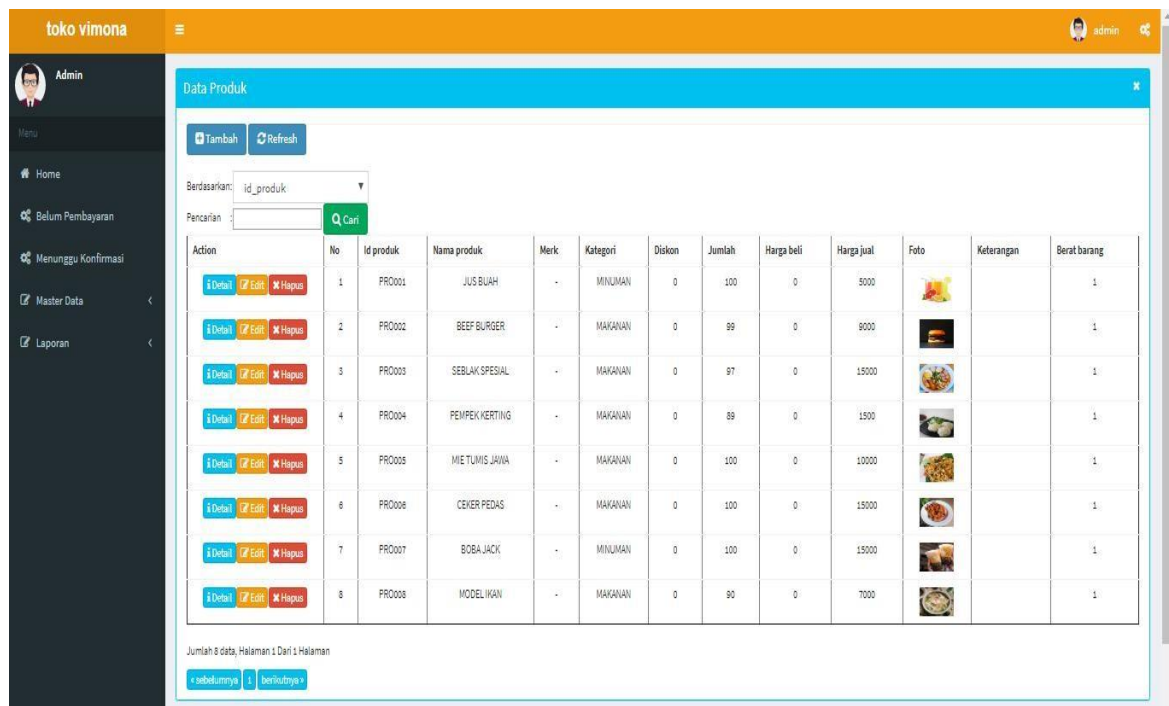 toko vimona
admin
Admin
Menu
Home
Belum Pembayaran
Menunggu Konfirmasi
Master Data
Laporan
Data Produk
Tambah Refresh
Berdasarkan: id_produk
Pencarian : Cari
Action No Id produk Nama produk Merk Kategori Diskon Jumlah Harga beli Harga jual Foto Keterangan Berat barang
Detail Edit Hapus 1 PRO001 JUS BUAH - MINUMAN 0 100 0 5000 1
Detail Edit Hapus 2 PRO002 BEEF BURGER - MAKANAN 0 99 0 9000 1
Detail Edit Hapus 3 PRO003 SEBLAK SPESIAL - MAKANAN 0 97 0 15000 1
Detail Edit Hapus 4 PRO004 PEMPEK KERTING - MAKANAN 0 89 0 1500 1
Detail Edit Hapus 5 PRO005 MIE TUMIS JAWA - MAKANAN 0 100 0 10000 1
Detail Edit Hapus 6 PRO006 CEKER PEDAS - MAKANAN 0 100 0 15000 1
Detail Edit Hapus 7 PRO007 BOBA JACK - MINUMAN 0 100 0 15000 1
Detail Edit Hapus 8 PRO008 MODEL IKAN - MAKANAN 0 90 0 7000 1
Jumlah 8 data, Halaman 1 Dari 1 Halaman
« sebelumnya 1 berikutnya »